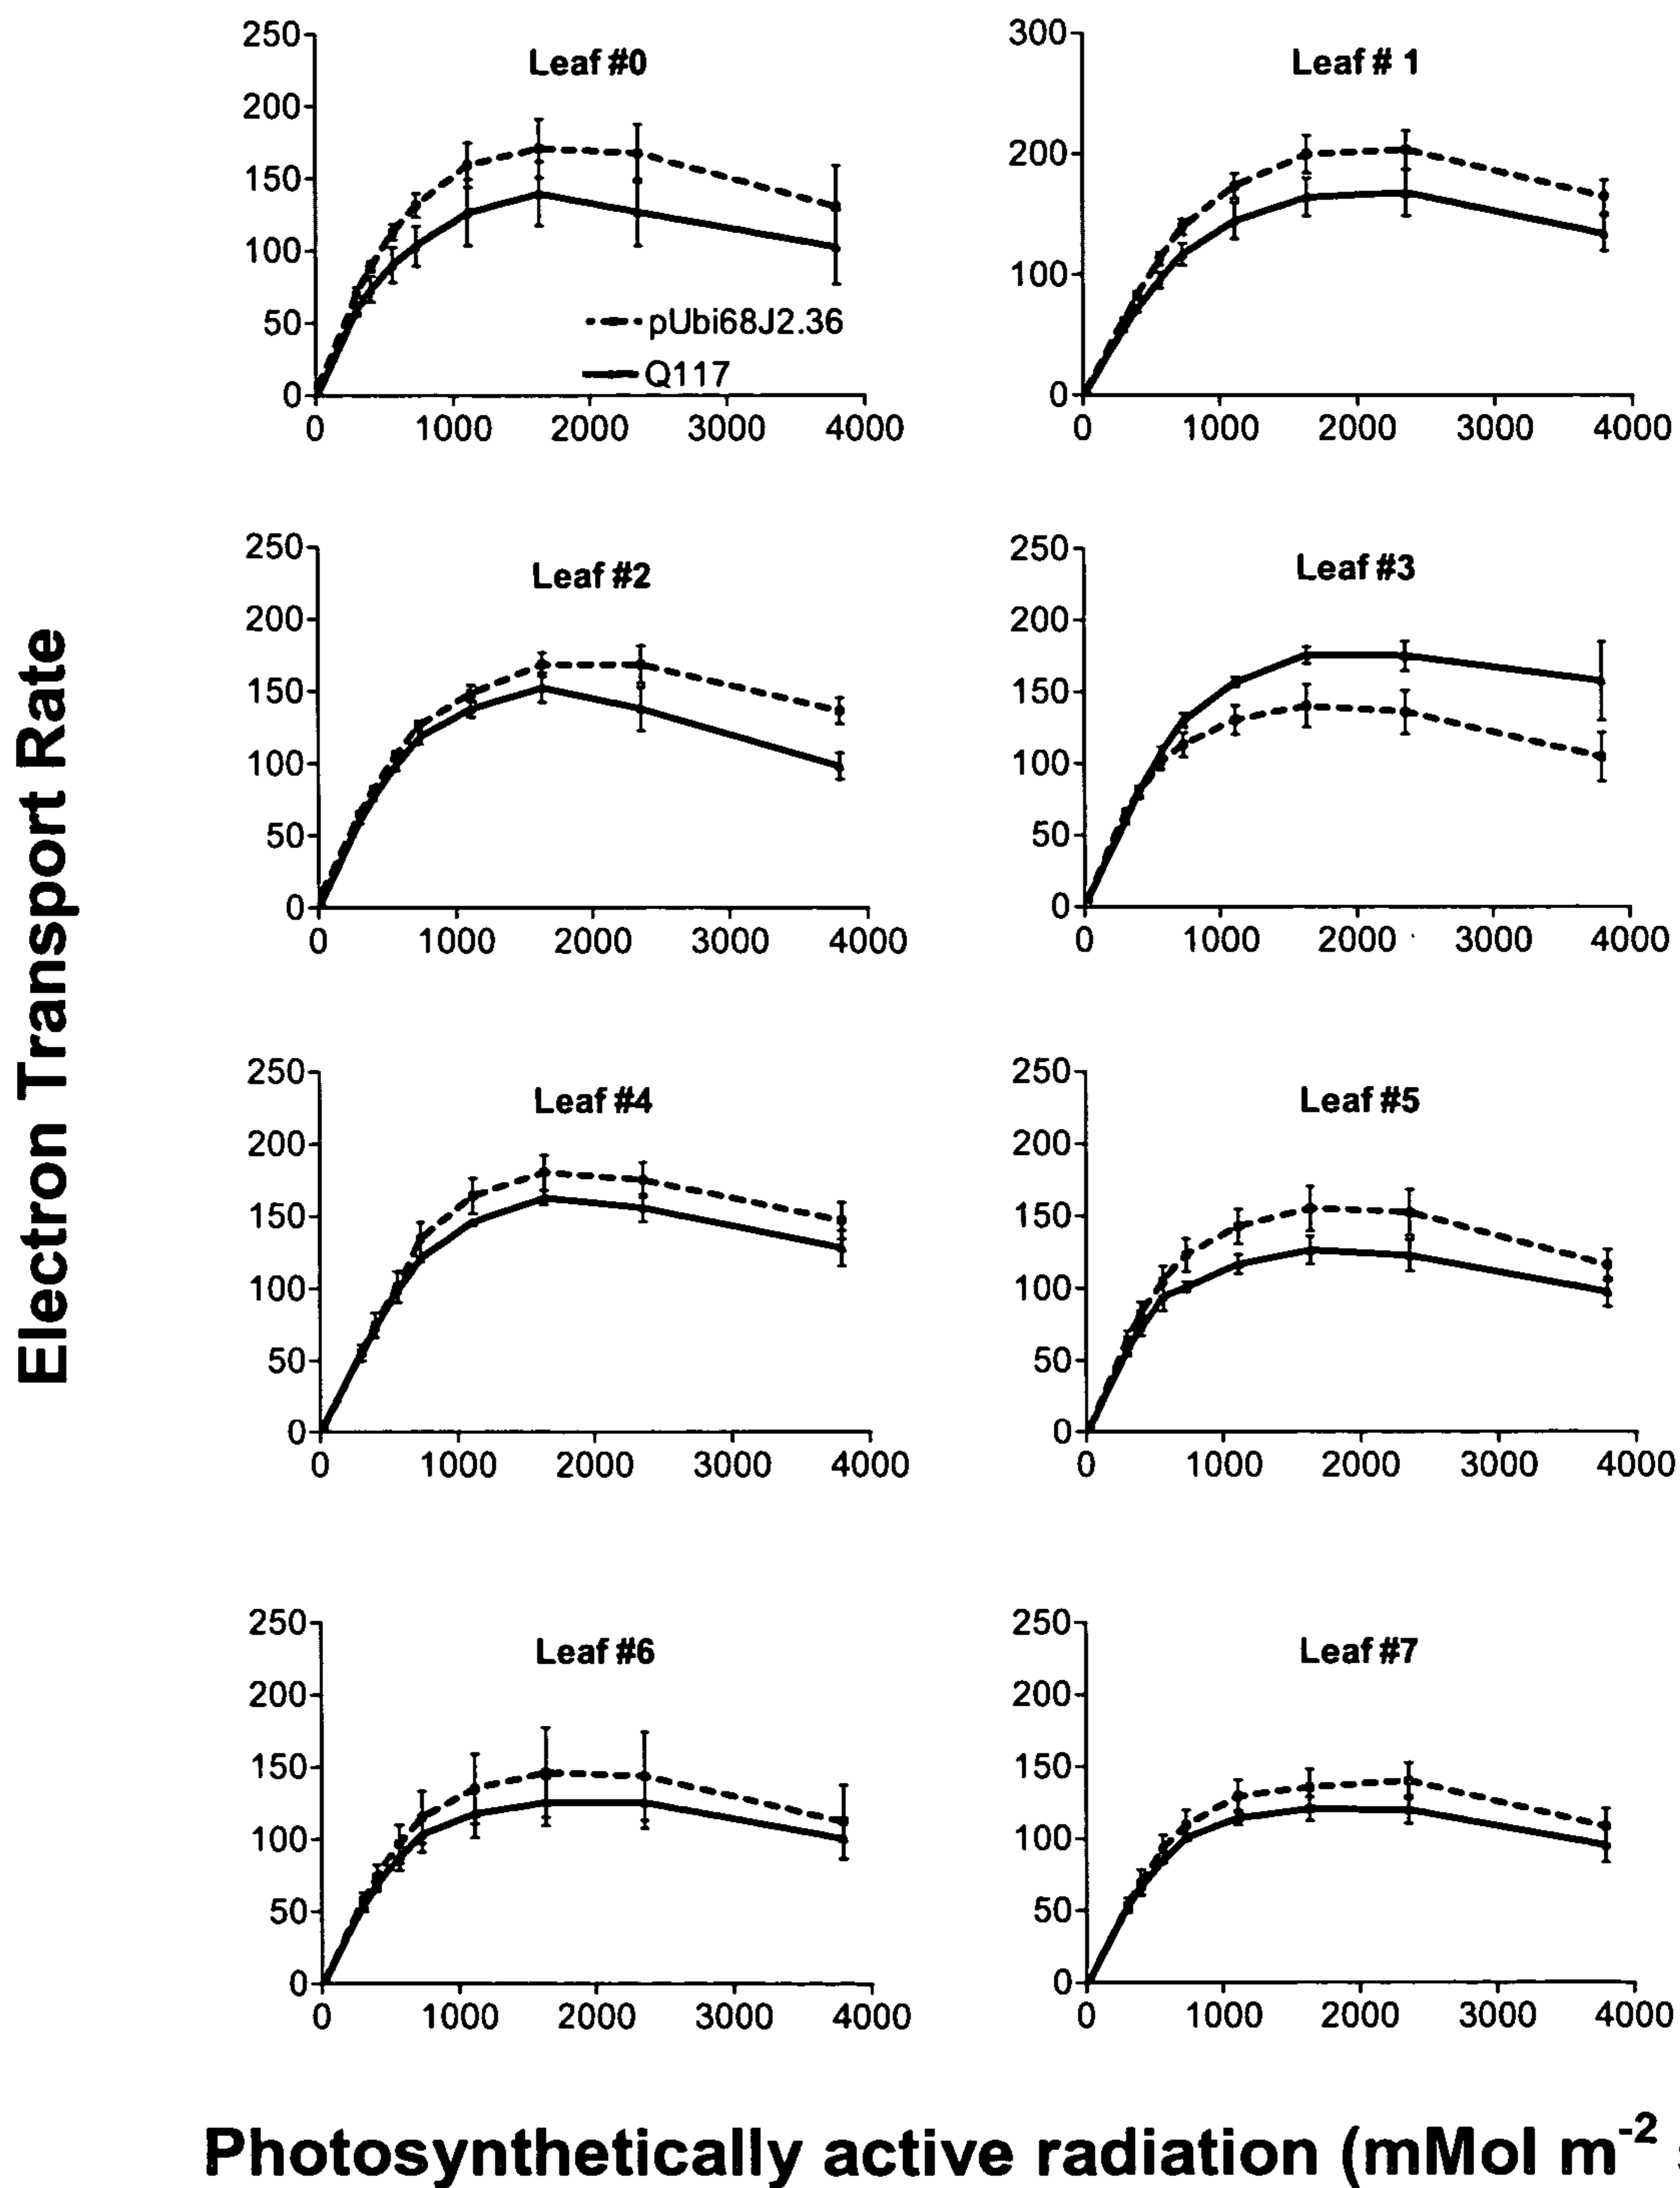 Electron Transport Rate
Leaf #0
250
200
150
100
50
0
pUbi68J2.36
Q117
0 1000 2000 3000 4000
Leaf # 1
300
200
100
0
0 1000 2000 3000 4000
Leaf #2
250
200
150
100
50
0
0 1000 2000 3000 4000
Leaf #3
250
200
150
100
50
0
0 1000 2000 3000 4000
Leaf #4
250
200
150
100
50
0
0 1000 2000 3000 4000
Leaf #5
250
200
150
100
50
0
0 1000 2000 3000 4000
Leaf #6
250
200
150
100
50
0
0 1000 2000 3000 4000
Leaf #7
250
200
150
100
50
0
0 1000 2000 3000 4000
Photosynthetically active radiation (mMol m⁻²